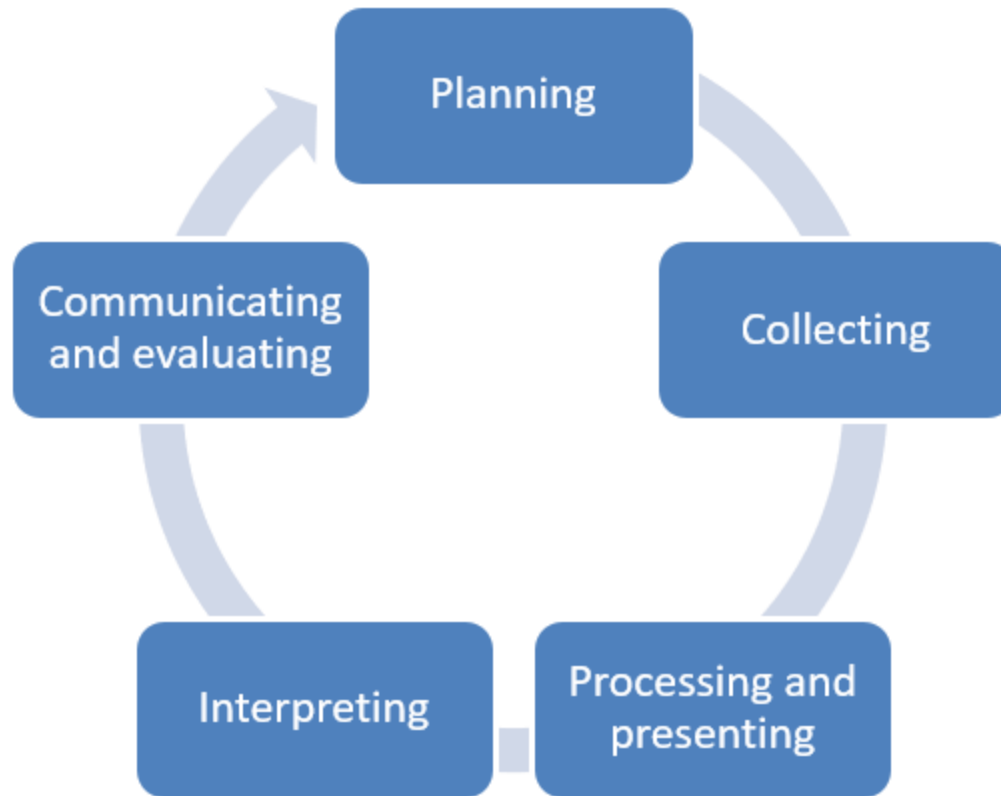 Planning
Collecting
Processing and
presenting
Interpreting
Communicating
and evaluating